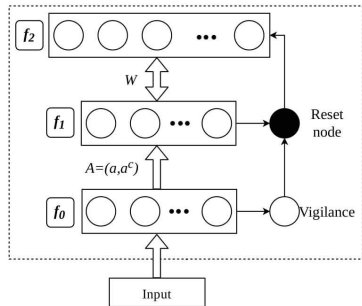 f2
W
f1
Reset
node
A=(a,a^c)
f0
Vigilance
Input